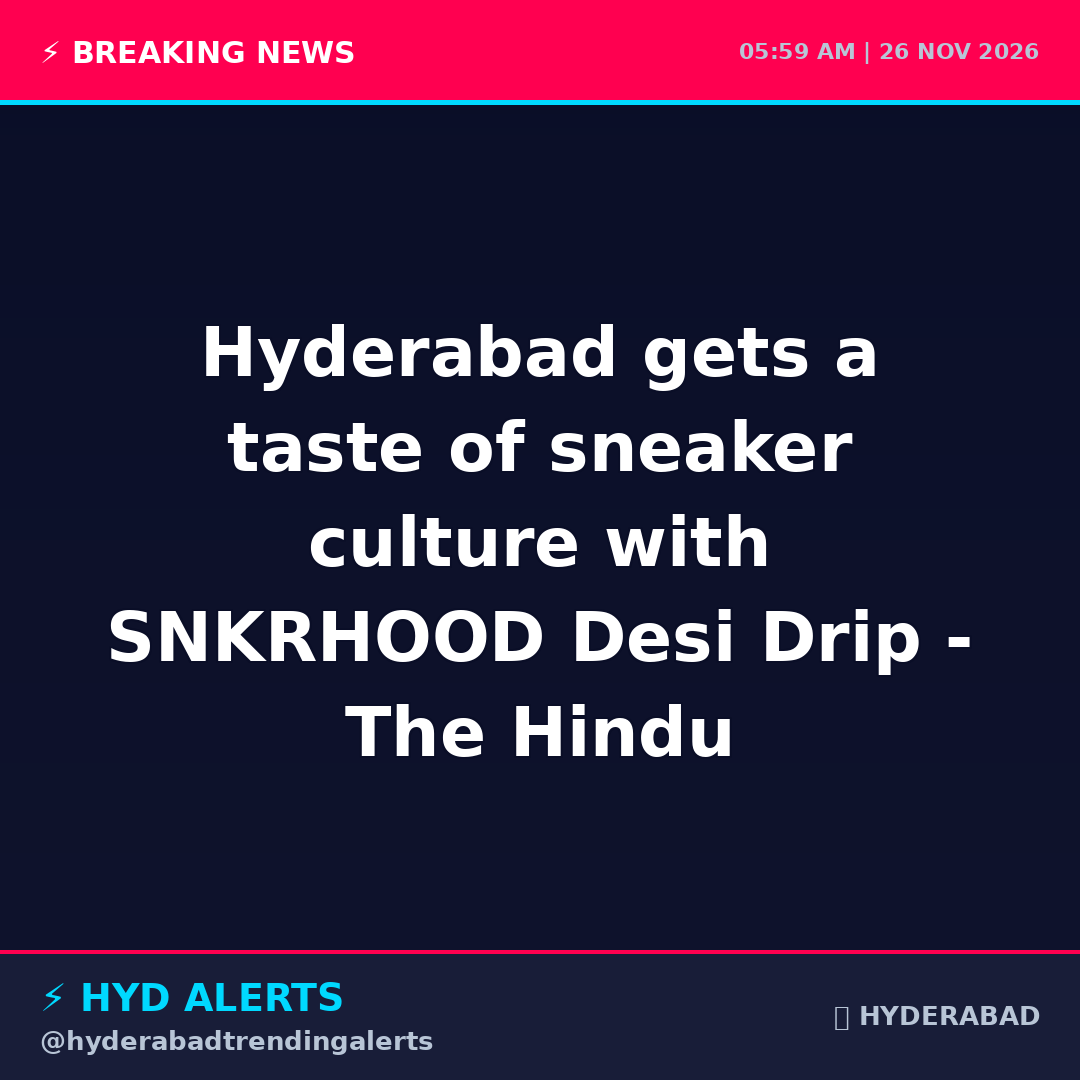 ⚡ BREAKING NEWS
05:59 AM | 26 NOV 2026
Hyderabad gets a
taste of sneaker
culture with
SNKRHOOD Desi Drip -
The Hindu
⚡ HYD ALERTS
@hyderabadtrendingalerts
HYDERABAD